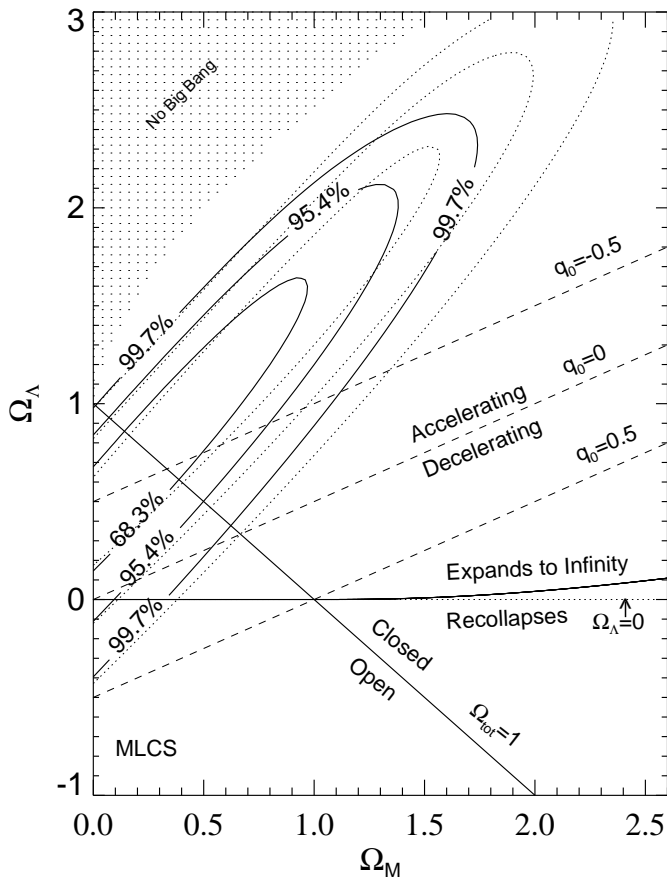 3
2
1
0
-1
0.0
0.5
1.0
1.5
2.0
2.5
Ω_Λ
Ω_M
No Big Bang
99.7%
95.4%
99.7%
68.3%
95.4%
99.7%
q₀=-0.5
q₀=0
q₀=0.5
Accelerating
Decelerating
Expands to Infinity
Recollapses
Ω_Λ=0
Closed
Open
Ω_tot=1
MLCS